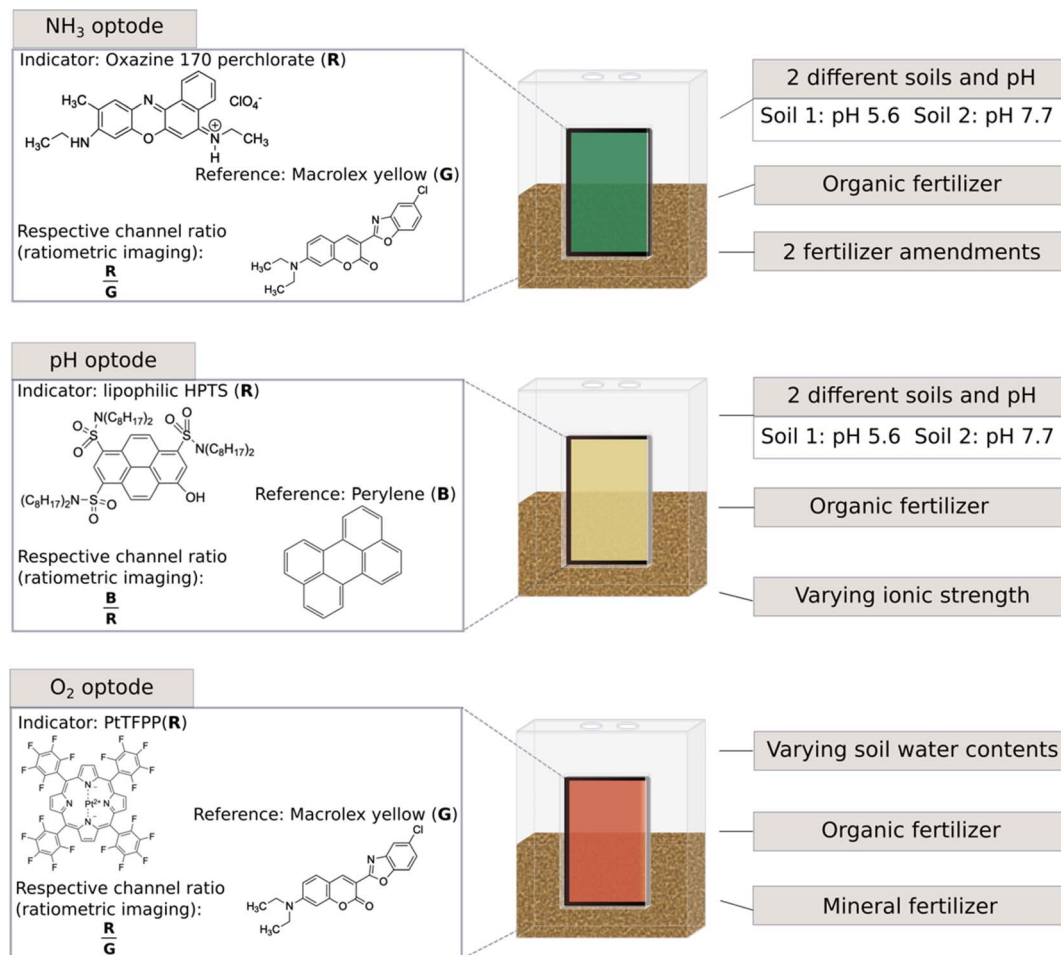 NH₃ optode
Indicator: Oxazine 170 perchlorate (R)
CH₃C
N
ClO₄⁻
O
HN
N
H
CH₃
H₃C
Reference: Macrolex yellow (G)
Cl
N
O
Respective channel ratio
(ratiometric imaging):
R
G
H₃C
N
O
O
H₃C
2 different soils and pH
Soil 1: pH 5.6 Soil 2: pH 7.7
Organic fertilizer
2 fertilizer amendments
pH optode
Indicator: lipophilic HPTS (R)
N(C₈H₁₇)₂
O
S
O
O
S
O
N(C₈H₁₇)₂
(C₈H₁₇)₂N
S
O
O
OH
Reference: Perylene (B)
Respective channel ratio
(ratiometric imaging):
B
R
2 different soils and pH
Soil 1: pH 5.6 Soil 2: pH 7.7
Organic fertilizer
Varying ionic strength
O₂ optode
Indicator: PtTFPP(R)
F F F F F F F F F F
N
N Pt²⁺ N
N
F F F F F F F F F F
Reference: Macrolex yellow (G)
Cl
N
O
Respective channel ratio
(ratiometric imaging):
R
G
H₃C
N
O
O
H₃C
Varying soil water contents
Organic fertilizer
Mineral fertilizer